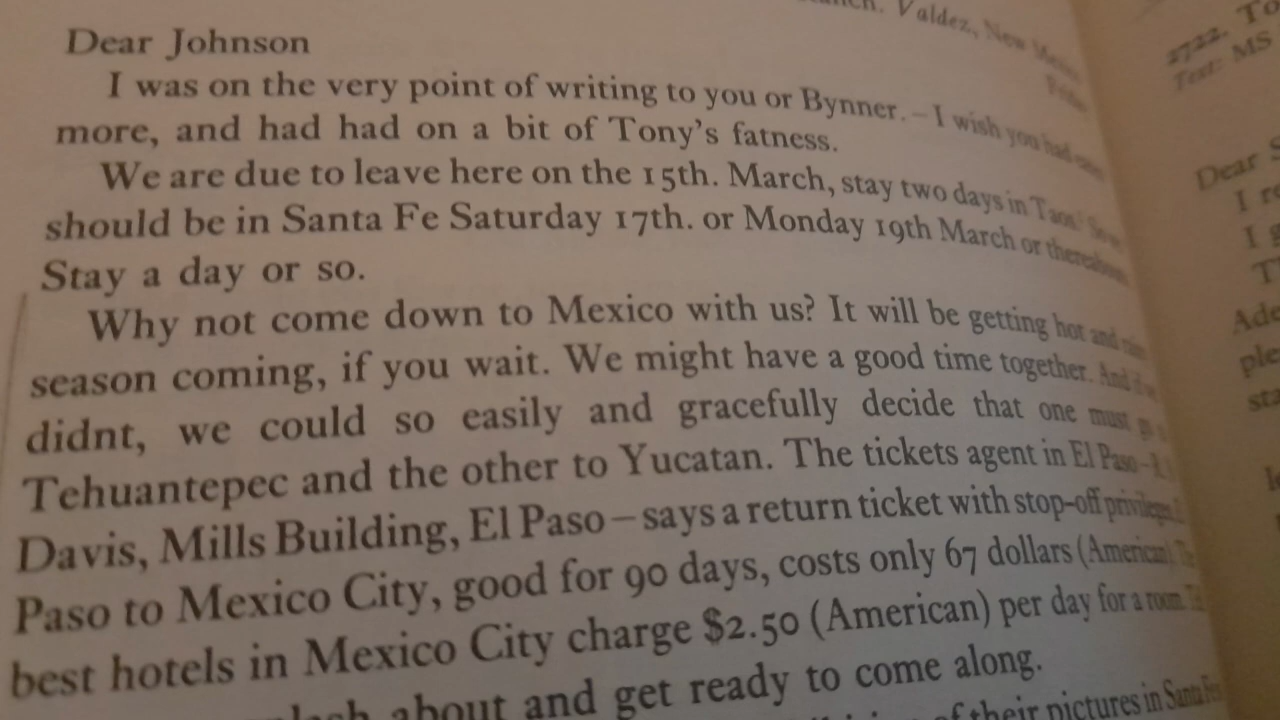 Valdez, New Mexico
Dear Johnson
I was on the very point of writing to you or Bynner. – I wish you had
more, and had had on a bit of Tony's fatness.
We are due to leave here on the 15th. March, stay two days in Taos
should be in Santa Fe Saturday 17th. or Monday 19th March or
Stay a day or so.
Why not come down to Mexico with us? It will be getting hot and
season coming, if you wait. We might have a good time together. And
didnt, we could so easily and gracefully decide that one must
Tehuantepec and the other to Yucatan. The tickets agent in El Paso –
Davis, Mills Building, El Paso – says a return ticket with stop-off
Paso to Mexico City, good for 90 days, costs only 67 dollars (American).
best hotels in Mexico City charge $2.50 (American) per day for a room.
about and get ready to come along.
of their pictures in Santa Fe
2722. To
Text: MS
Dear
I
I